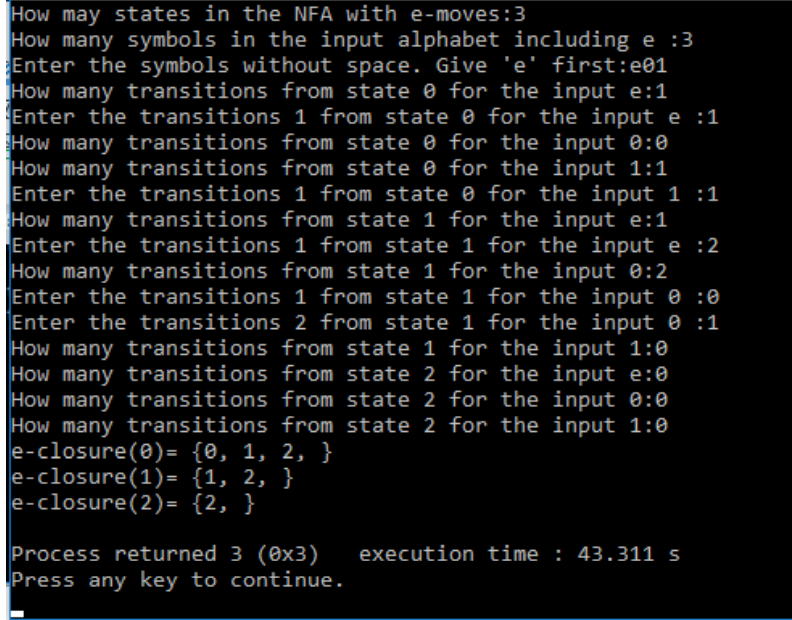 How may states in the NFA with e-moves:3
How many symbols in the input alphabet including e :3
Enter the symbols without space. Give 'e' first:e01
How many transitions from state 0 for the input e:1
Enter the transitions 1 from state 0 for the input e :1
How many transitions from state 0 for the input 0:0
How many transitions from state 0 for the input 1:1
Enter the transitions 1 from state 0 for the input 1 :1
How many transitions from state 1 for the input e:1
Enter the transitions 1 from state 1 for the input e :2
How many transitions from state 1 for the input 0:2
Enter the transitions 1 from state 1 for the input 0 :0
Enter the transitions 2 from state 1 for the input 0 :1
How many transitions from state 1 for the input 1:0
How many transitions from state 2 for the input e:0
How many transitions from state 2 for the input 0:0
How many transitions from state 2 for the input 1:0
e-closure(0)= {0, 1, 2, }
e-closure(1)= {1, 2, }
e-closure(2)= {2, }
Process returned 3 (0x3)   execution time : 43.311 s
Press any key to continue.